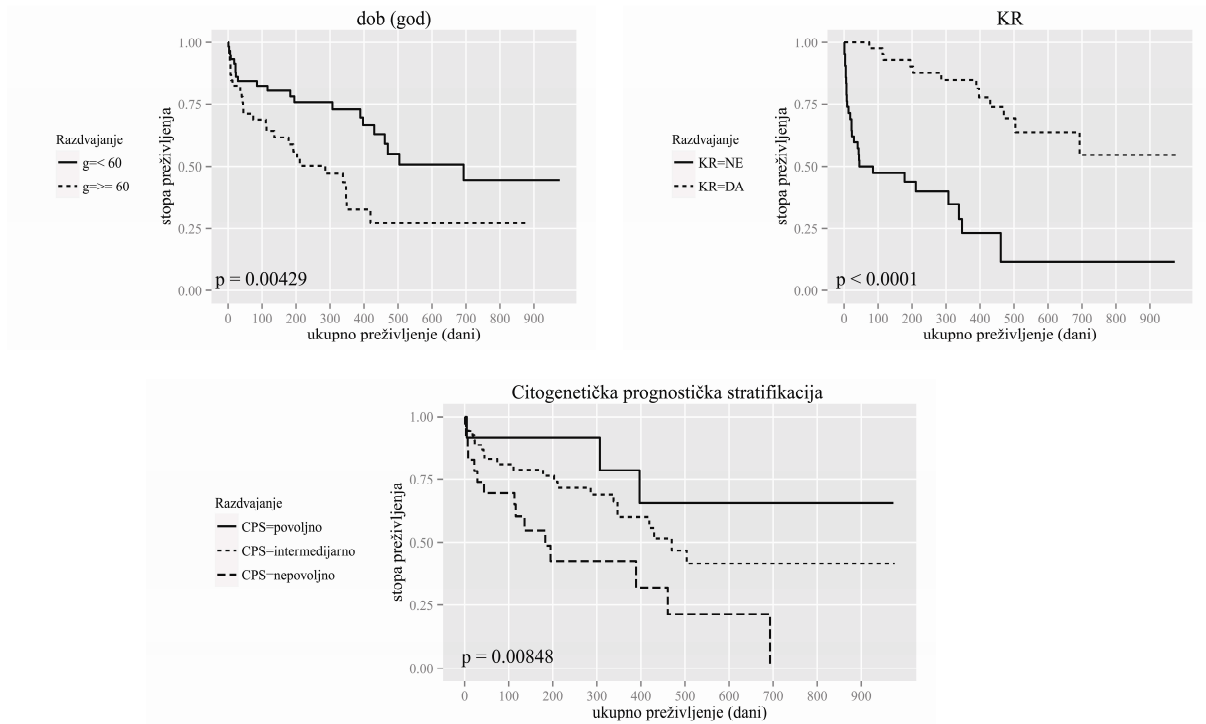 dob (god)
1.00
0.75
0.50
0.25
0.00
stopa preživljenja
Razdvajanje
g=< 60
g=>= 60
p = 0.00429
0 100 200 300 400 500 600 700 800 900
ukupno preživljenje (dani)
KR
1.00
0.75
0.50
0.25
0.00
stopa preživljenja
Razdvajanje
KR=NE
KR=DA
p < 0.0001
0 100 200 300 400 500 600 700 800 900
ukupno preživljenje (dani)
Citogenetička prognostička stratifikacija
1.00
0.75
0.50
0.25
0.00
stopa preživljenja
Razdvajanje
CPS=povoljno
CPS=intermedijarno
CPS=nepovoljno
p = 0.00848
0 100 200 300 400 500 600 700 800 900
ukupno preživljenje (dani)